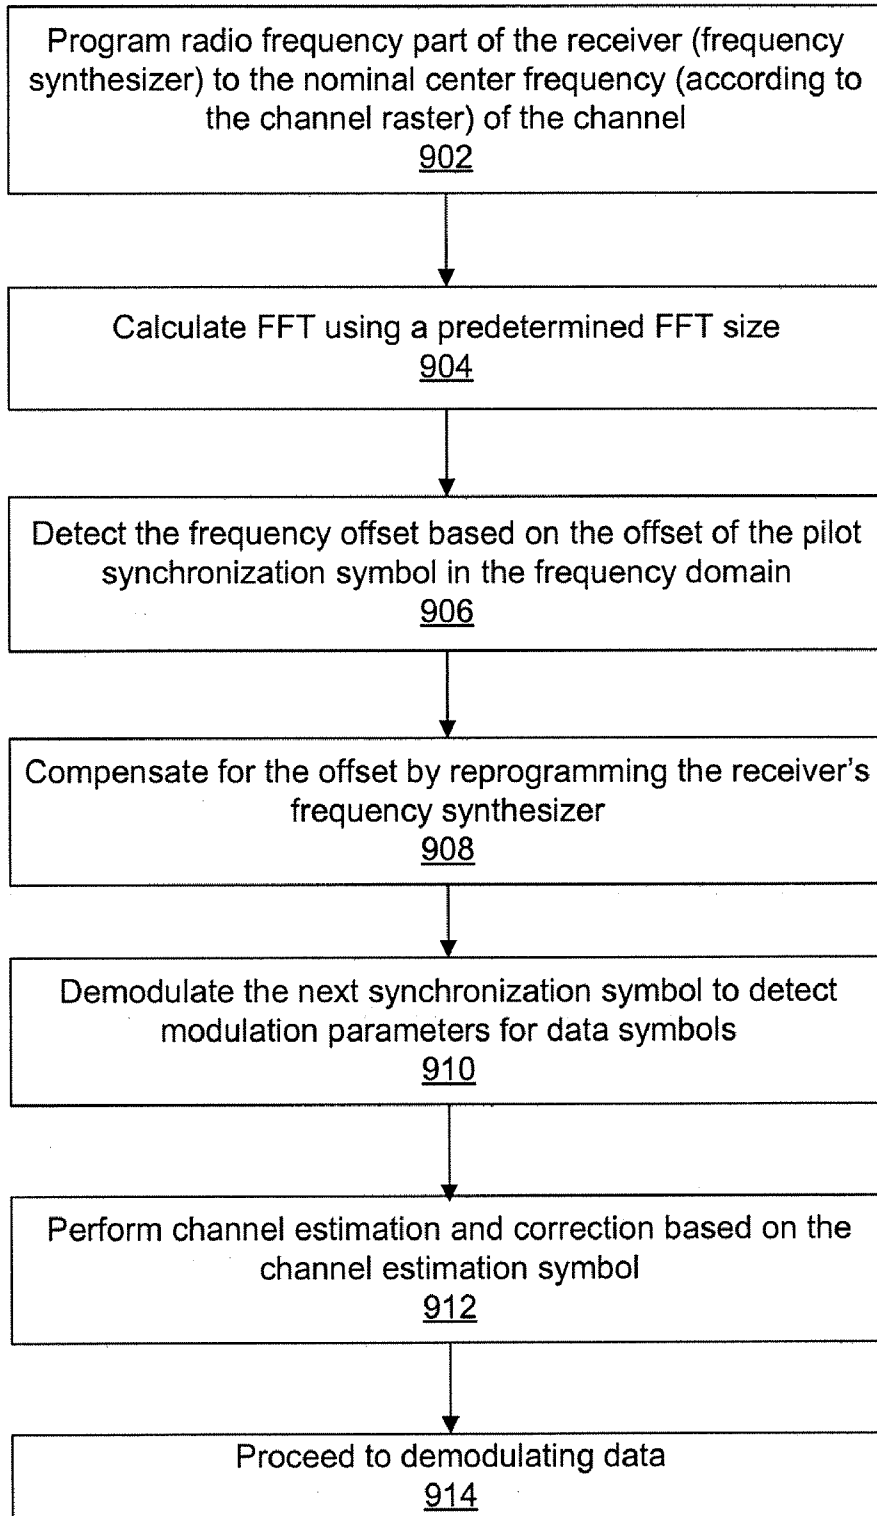 Program radio frequency part of the receiver (frequency
synthesizer) to the nominal center frequency (according to
the channel raster) of the channel
902
Calculate FFT using a predetermined FFT size
904
Detect the frequency offset based on the offset of the pilot
synchronization symbol in the frequency domain
906
Compensate for the offset by reprogramming the receiver's
frequency synthesizer
908
Demodulate the next synchronization symbol to detect
modulation parameters for data symbols
910
Perform channel estimation and correction based on the
channel estimation symbol
912
Proceed to demodulating data
914